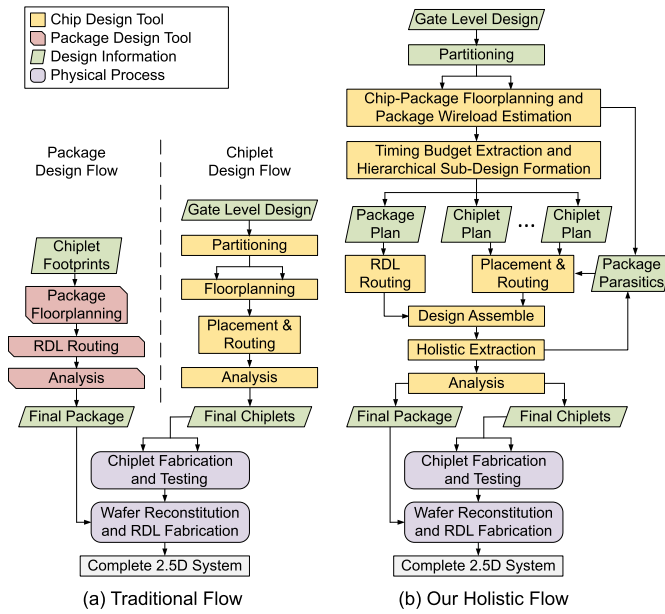 Chip Design Tool
Package Design Tool
Design Information
Physical Process
Package
Design Flow
Chiplet
Design Flow
Chiplet
Footprints
Package
Floorplanning
RDL Routing
Analysis
Final Package
Gate Level Design
Partitioning
Floorplanning
Placement &
Routing
Analysis
Final Chiplets
Chiplet Fabrication
and Testing
Wafer Reconstitution
and RDL Fabrication
Complete 2.5D System
(a) Traditional Flow
Gate Level Design
Partitioning
Chip-Package Floorplanning and
Package Wireload Estimation
Timing Budget Extraction and
Hierarchical Sub-Design Formation
Package
Plan
Chiplet
Plan
...
Chiplet
Plan
RDL
Routing
Placement &
Routing
Package
Parasitics
Design Assemble
Holistic Extraction
Analysis
Final Package
Final Chiplets
Chiplet Fabrication
and Testing
Wafer Reconstitution
and RDL Fabrication
Complete 2.5D System
(b) Our Holistic Flow